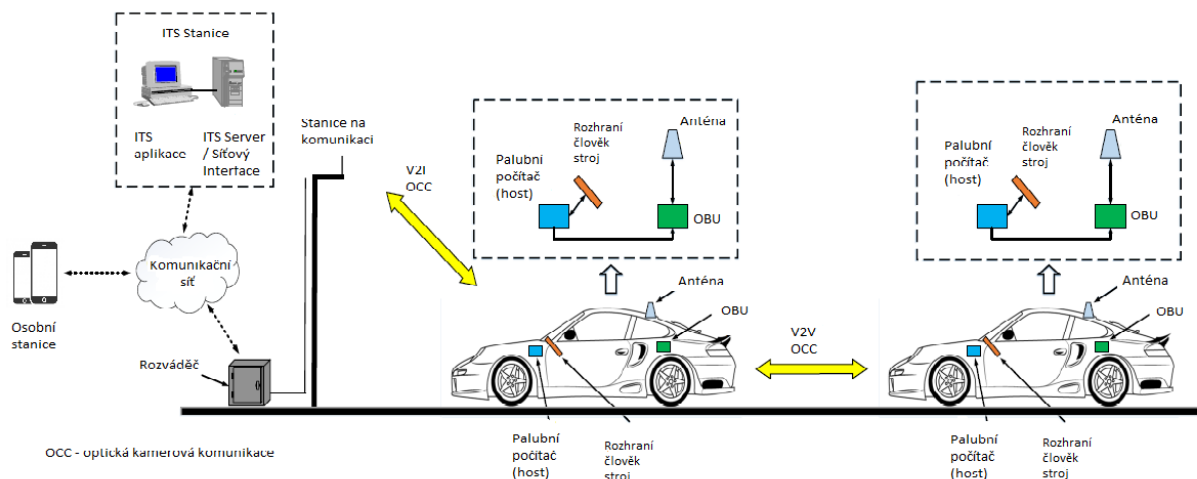 ITS Stanice
ITS
aplikace
ITS Server
/ Síťový
Interface
Stanice na
komunikaci
V2I
OCC
Komunikační
síť
Osobní
stanice
Rozváděč
OCC - optická kamerová komunikace
Palubní
počítač
(host)
Rozhraní
člověk
stroj
Anténa
OBU
Anténa
OBU
Palubní
počítač
(host)
Rozhraní
člověk
stroj
V2V
OCC
Palubní
počítač
(host)
Rozhraní
člověk
stroj
Anténa
OBU
Anténa
OBU
Palubní
počítač
(host)
Rozhraní
člověk
stroj